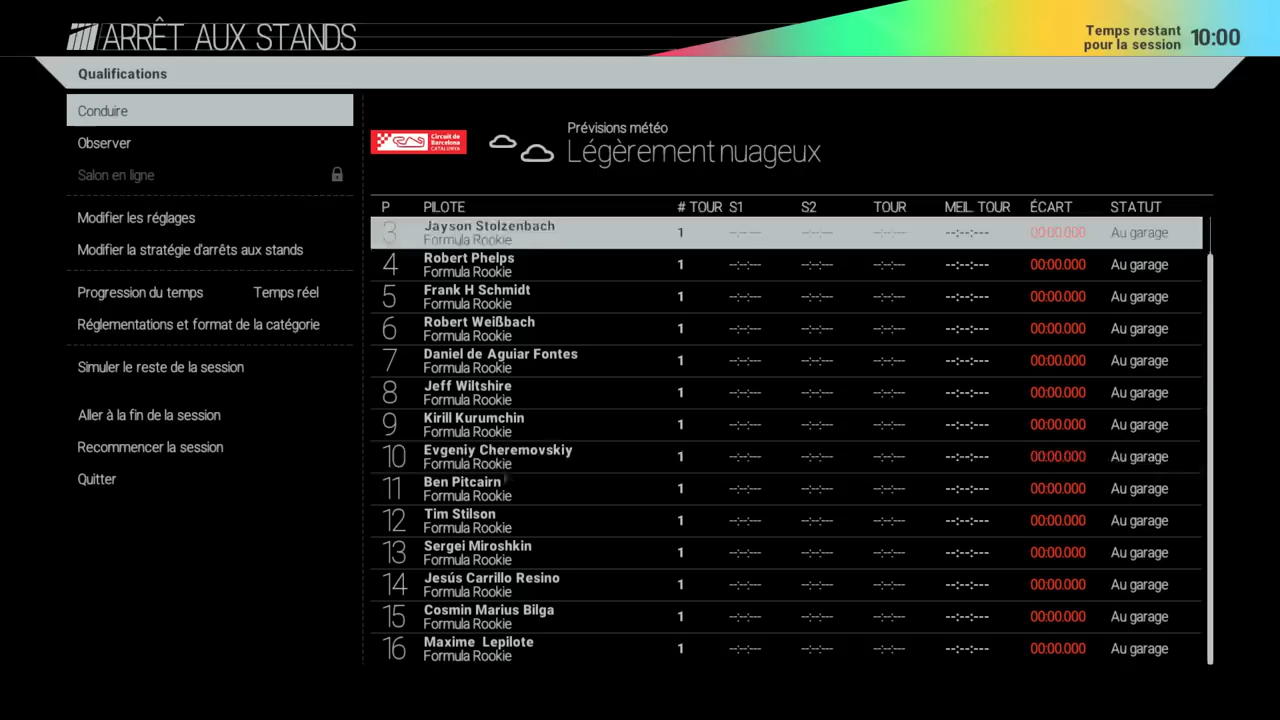 ARRÊT AUX STANDS
Temps restant
pour la session 10:00
Qualifications
Conduire
Observer
Salon en ligne
Modifier les réglages
Modifier la stratégie d'arrêts aux stands
Progression du temps Temps réel
Réglementations et format de la catégorie
Simuler le reste de la session
Aller à la fin de la session
Recommencer la session
Quitter
Circuit de
Barcelona
CATALUNYA
Prévisions météo
Légèrement nuageux
P PILOTE # TOUR S1 S2 TOUR MEIL. TOUR ÉCART STATUT
3 Jayson Stolzenbach 1 --:--:--- --:--:--- --:--:--- --:--:--- 00:00.000 Au garage
Formula Rookie
4 Robert Phelps 1 --:--:--- --:--:--- --:--:--- --:--:--- 00:00.000 Au garage
Formula Rookie
5 Frank H Schmidt 1 --:--:--- --:--:--- --:--:--- --:--:--- 00:00.000 Au garage
Formula Rookie
6 Robert Weißbach 1 --:--:--- --:--:--- --:--:--- --:--:--- 00:00.000 Au garage
Formula Rookie
7 Daniel de Aguiar Fontes 1 --:--:--- --:--:--- --:--:--- --:--:--- 00:00.000 Au garage
Formula Rookie
8 Jeff Wiltshire 1 --:--:--- --:--:--- --:--:--- --:--:--- 00:00.000 Au garage
Formula Rookie
9 Kirill Kurumchin 1 --:--:--- --:--:--- --:--:--- --:--:--- 00:00.000 Au garage
Formula Rookie
10 Evgeniy Cheremovskiy 1 --:--:--- --:--:--- --:--:--- --:--:--- 00:00.000 Au garage
Formula Rookie
11 Ben Pitcairn 1 --:--:--- --:--:--- --:--:--- --:--:--- 00:00.000 Au garage
Formula Rookie
12 Tim Stilson 1 --:--:--- --:--:--- --:--:--- --:--:--- 00:00.000 Au garage
Formula Rookie
13 Sergei Miroshkin 1 --:--:--- --:--:--- --:--:--- --:--:--- 00:00.000 Au garage
Formula Rookie
14 Jesús Carrillo Resino 1 --:--:--- --:--:--- --:--:--- --:--:--- 00:00.000 Au garage
Formula Rookie
15 Cosmin Marius Bilga 1 --:--:--- --:--:--- --:--:--- --:--:--- 00:00.000 Au garage
Formula Rookie
16 Maxime Lepilote 1 --:--:--- --:--:--- --:--:--- --:--:--- 00:00.000 Au garage
Formula Rookie